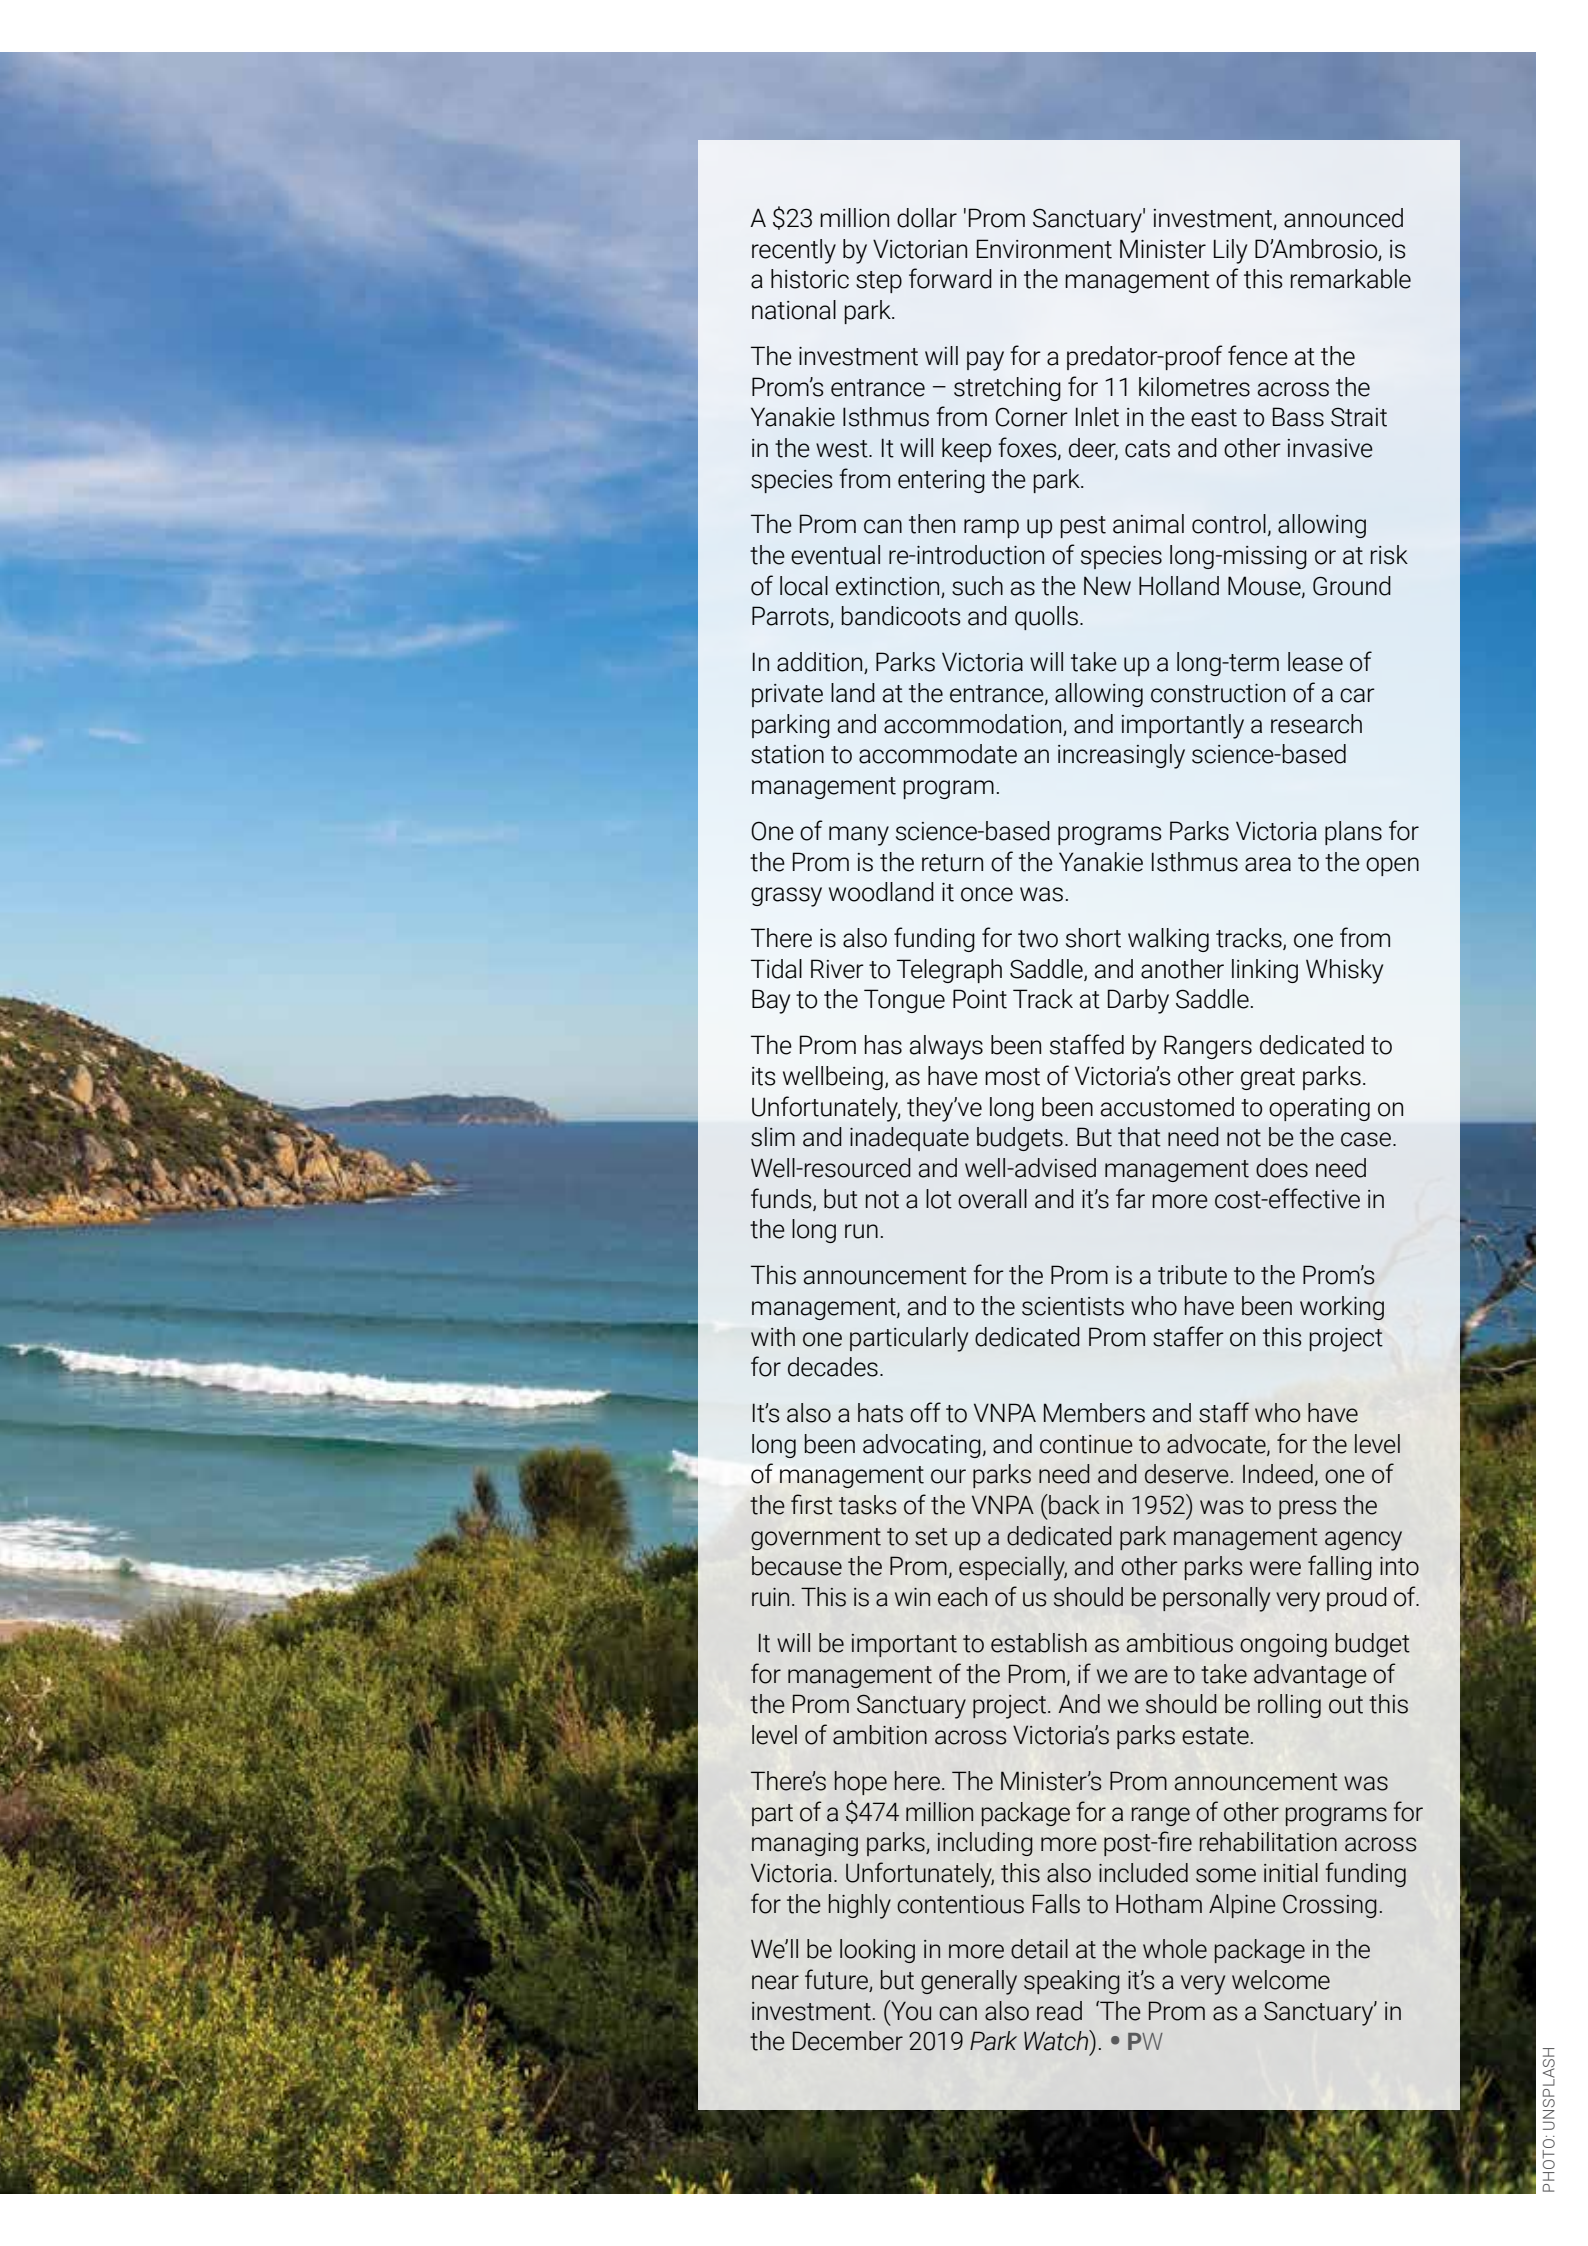 A $23 million dollar 'Prom Sanctuary' investment, announced
recently by Victorian Environment Minister Lily D’Ambrosio, is
a historic step forward in the management of this remarkable
national park.
The investment will pay for a predator-proof fence at the
Prom’s entrance – stretching for 11 kilometres across the
Yanakie Isthmus from Corner Inlet in the east to Bass Strait
in the west. It will keep foxes, deer, cats and other invasive
species from entering the park.
The Prom can then ramp up pest animal control, allowing
the eventual re-introduction of species long-missing or at risk
of local extinction, such as the New Holland Mouse, Ground
Parrots, bandicoots and quolls.
In addition, Parks Victoria will take up a long-term lease of
private land at the entrance, allowing construction of a car
parking and accommodation, and importantly a research
station to accommodate an increasingly science-based
management program.
One of many science-based programs Parks Victoria plans for
the Prom is the return of the Yanakie Isthmus area to the open
grassy woodland it once was.
There is also funding for two short walking tracks, one from
Tidal River to Telegraph Saddle, and another linking Whisky
Bay to the Tongue Point Track at Darby Saddle.
The Prom has always been staffed by Rangers dedicated to
its wellbeing, as have most of Victoria’s other great parks.
Unfortunately, they’ve long been accustomed to operating on
slim and inadequate budgets. But that need not be the case.
Well-resourced and well-advised management does need
funds, but not a lot overall and it’s far more cost-effective in
the long run.
This announcement for the Prom is a tribute to the Prom’s
management, and to the scientists who have been working
with one particularly dedicated Prom staffer on this project
for decades.
It’s also a hats off to VNPA Members and staff who have
long been advocating, and continue to advocate, for the level
of management our parks need and deserve. Indeed, one of
the first tasks of the VNPA (back in 1952) was to press the
government to set up a dedicated park management agency
because the Prom, especially, and other parks were falling into
ruin. This is a win each of us should be personally very proud of.
It will be important to establish as ambitious ongoing budget
for management of the Prom, if we are to take advantage of
the Prom Sanctuary project. And we should be rolling out this
level of ambition across Victoria’s parks estate.
There’s hope here. The Minister’s Prom announcement was
part of a $474 million package for a range of other programs for
managing parks, including more post-fire rehabilitation across
Victoria. Unfortunately, this also included some initial funding
for the highly contentious Falls to Hotham Alpine Crossing.
We’ll be looking in more detail at the whole package in the
near future, but generally speaking it’s a very welcome
investment. (You can also read ‘The Prom as a Sanctuary’ in
the December 2019 Park Watch). • PW
PHOTO: UNSPLASH